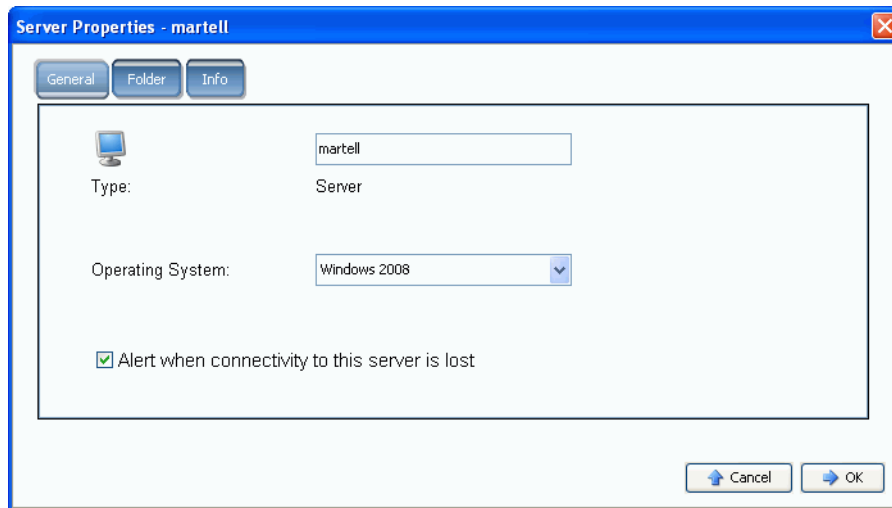 Server Properties - martell
General Folder Info
martell
Type: Server
Operating System: Windows 2008
Alert when connectivity to this server is lost
Cancel OK